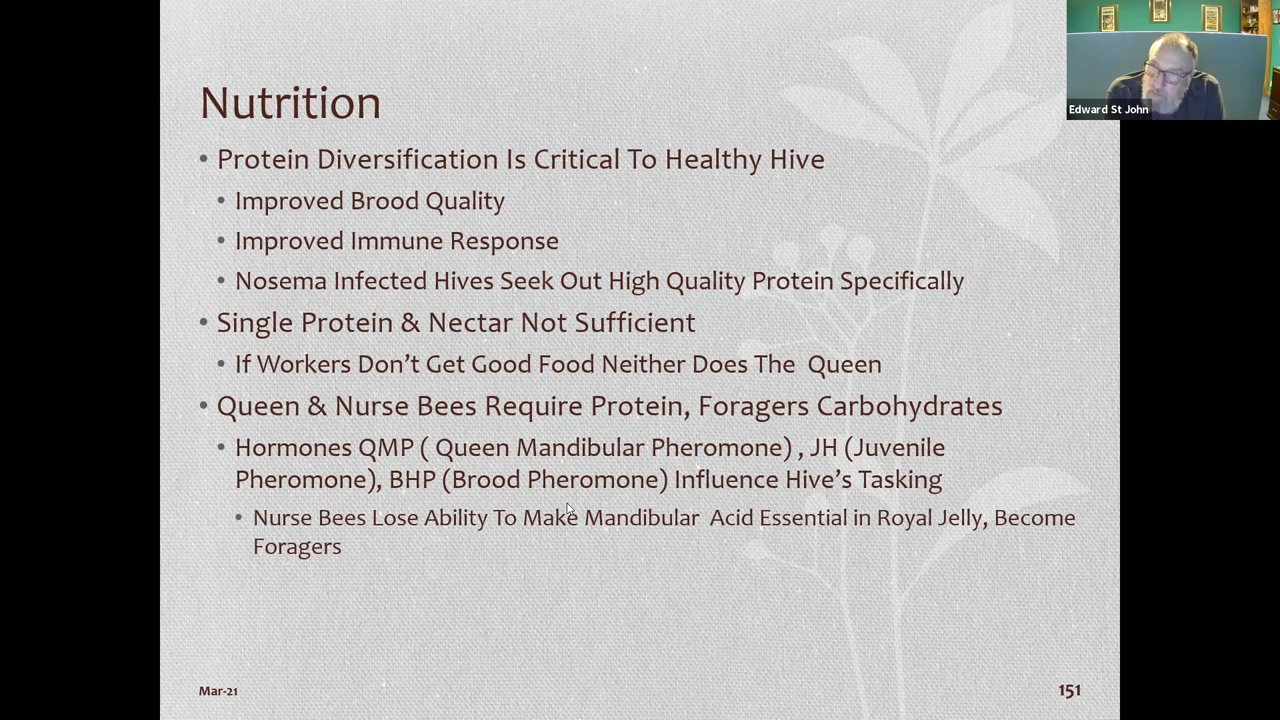 Nutrition
• Protein Diversification Is Critical To Healthy Hive
• Improved Brood Quality
• Improved Immune Response
• Nosema Infected Hives Seek Out High Quality Protein Specifically
• Single Protein & Nectar Not Sufficient
• If Workers Don’t Get Good Food Neither Does The  Queen
• Queen & Nurse Bees Require Protein, Foragers Carbohydrates
• Hormones QMP ( Queen Mandibular Pheromone) , JH (Juvenile
Pheromone), BHP (Brood Pheromone) Influence Hive’s Tasking
• Nurse Bees Lose Ability To Make Mandibular  Acid Essential in Royal Jelly, Become
Foragers
Mar-21
151
Edward St John